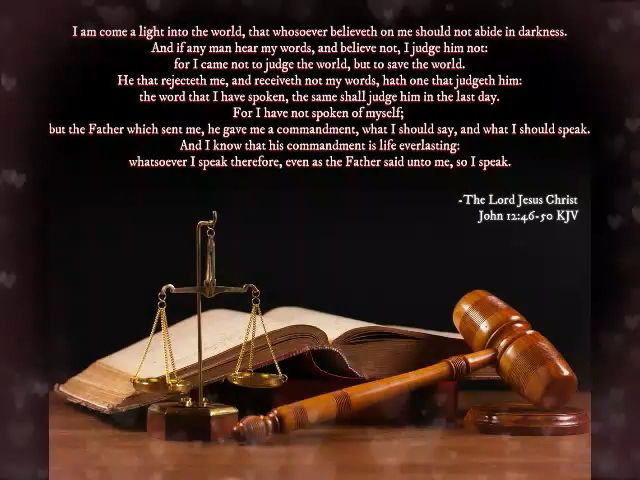 I am come a light into the world, that whosoever believeth on me should not abide in darkness.
And if any man hear my words, and believe not, I judge him not:
for I came not to judge the world, but to save the world.
He that rejecteth me, and receiveth not my words, hath one that judgeth him:
the word that I have spoken, the same shall judge him in the last day.
For I have not spoken of myself;
but the Father which sent me, he gave me a commandment, what I should say, and what I should speak.
And I know that his commandment is life everlasting:
whatsoever I speak therefore, even as the Father said unto me, so I speak.
-The Lord Jesus Christ
John 12:46-50 KJV